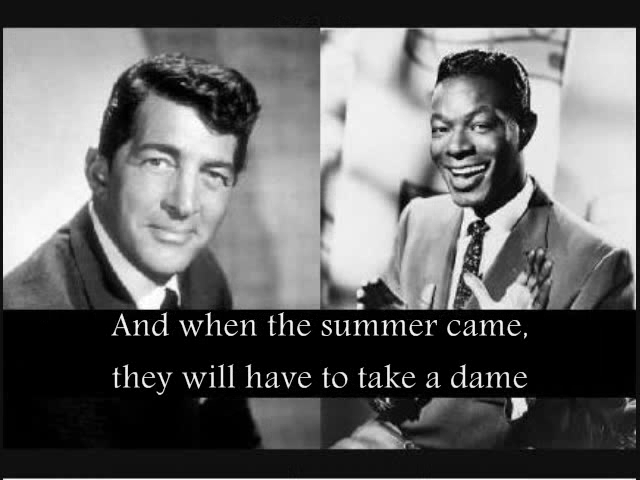 And when the summer came,
they will have to take a dame